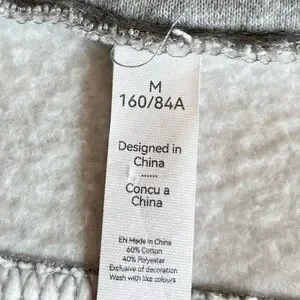 M
160/84A
Designed in
China
......
Concu a
China
EN Made in China
60% Cotton
40% Polyester
Exclusive of decoration
Wash with like colours